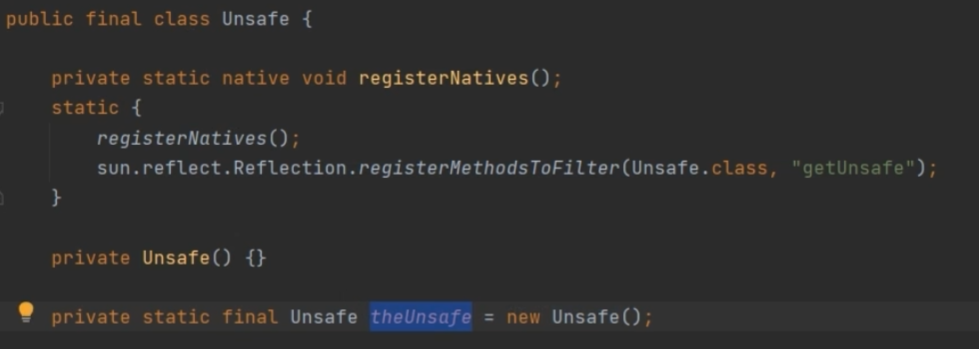 public final class Unsafe {
private static native void registerNatives();
static {
registerNatives();
sun.reflect.Reflection.registerMethodsToFilter(Unsafe.class, "getUnsafe");
}
private Unsafe() {}
private static final Unsafe theUnsafe = new Unsafe();